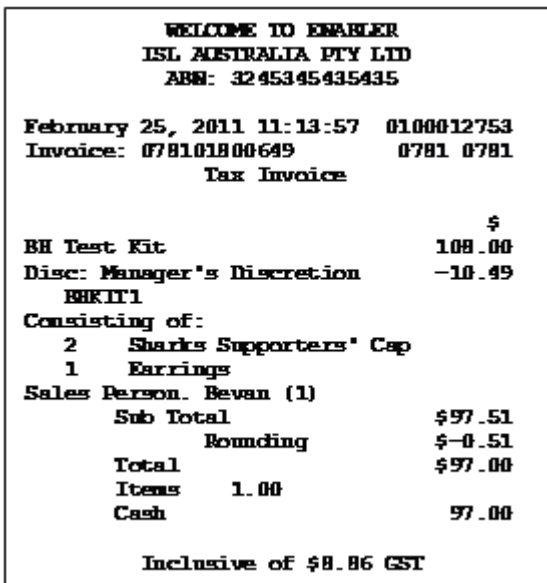 WELCOME TO ENABLER
ISL AUSTRALIA PTY LTD
ABN: 3245345435435
February 25, 2011 11:13:57 0100012753
Invoice: 078101800649 0781 0781
Tax Invoice
$
BH Test Kit 108.00
Disc: Manager's Discretion -10.49
BHKIT1
Consisting of:
2 Sharks Supporters' Cap
1 Earrings
Sales Person. Bevan (1)
Sub Total $97.51
Rounding $-0.51
Total $97.00
Items 1.00
Cash 97.00
Inclusive of $8.86 GST